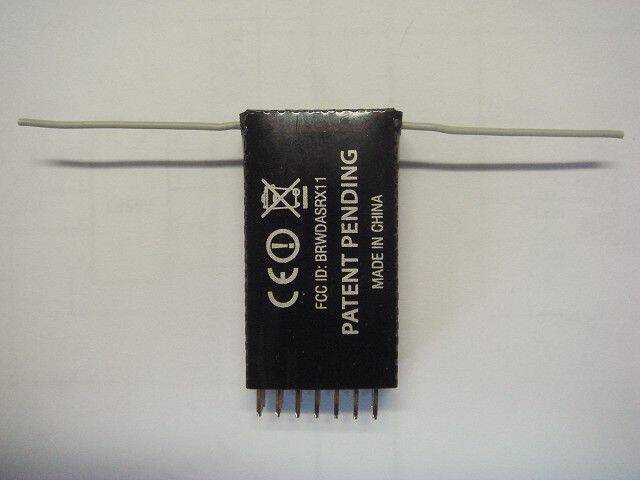 CE
FCC ID: BRWDASRX11
PATENT PENDING
MADE IN CHINA